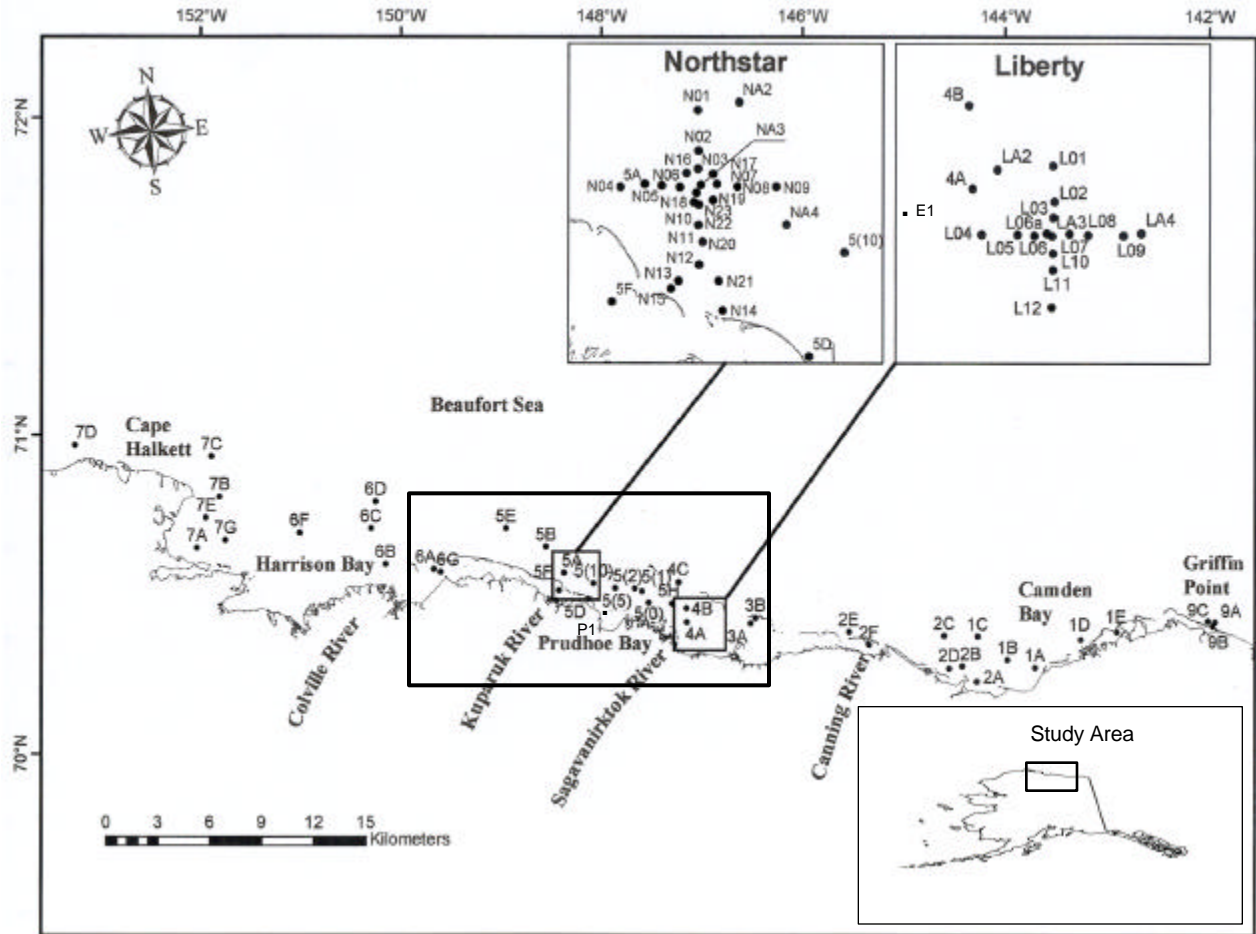 152°W
150°W
148°W
146°W
144°W
142°W
72°N
71°N
70°N
N
W
E
S
Northstar
N01
NA2
NA3
N02
N16
N03
N17
5A
N06
N07
N04
N05
N08
N09
N18
N19
N23
N10
N22
NA4
N11
N20
5(10)
N12
N13
N21
5F
N15
N14
5D
Liberty
4B
LA2
L01
4A
L02
E1
L03
L06a
LA3
L08
LA4
L04
L05
L06
L07
L09
L10
L11
L12
Beaufort Sea
Cape
Halkett
7D
7C
7B
7E
7G
7A
6F
6D
6C
6B
Harrison Bay
5E
5B
6A
6G
5A
5F
5(10)
5(2)
5(1)
4C
5H
5D
5(5)
5(0)
P1
4B
4A
3B
3A
Prudhoe Bay
Colville River
Kuparuk River
Sagavanirktok River
Canning River
2E
2F
2C
1C
2D
2B
2A
1B
1A
Camden
Bay
1D
1E
Griffin
Point
9C
9A
9B
0 3 6 9 12 15
Kilometers
Study Area